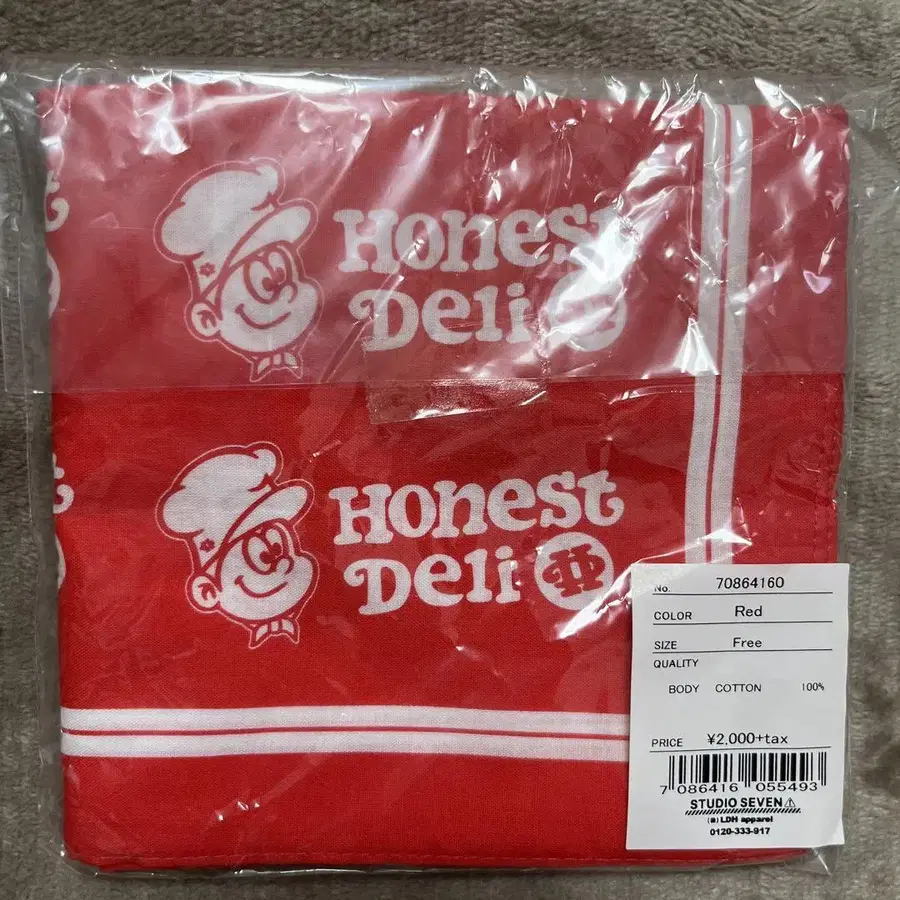 Honest
Deli
Honest
Deli H
No. 70864160
COLOR Red
SIZE Free
QUALITY
BODY COTTON 100%
PRICE ¥2,000+tax
7 086416 055493
STUDIO SEVEN
(株) LDH apparel
0120-333-917